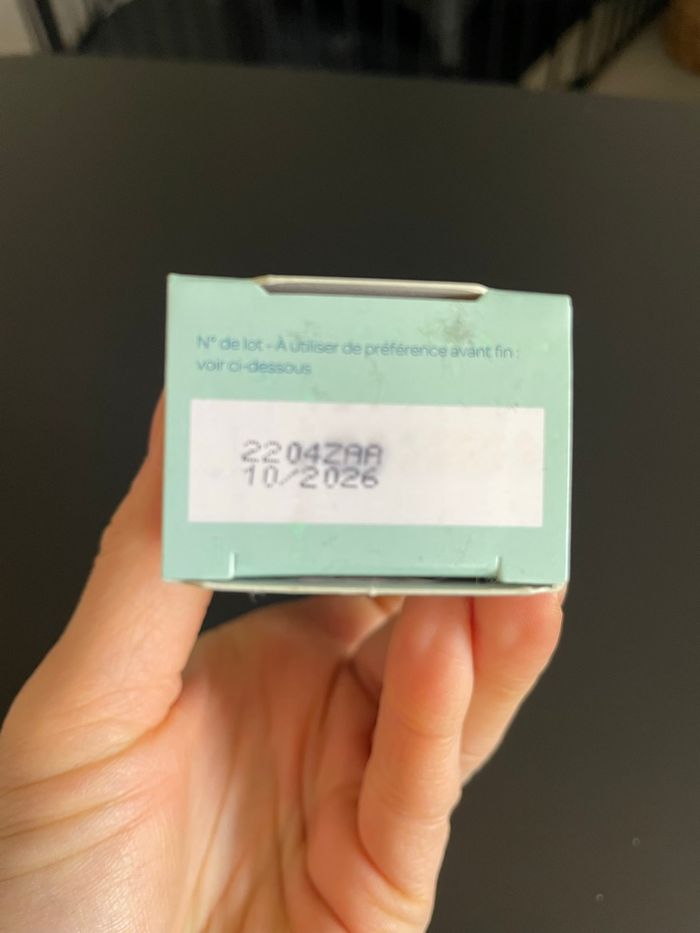 N° de lot - À utiliser de préférence avant fin :
voir ci-dessous
2204ZAA
10/2026